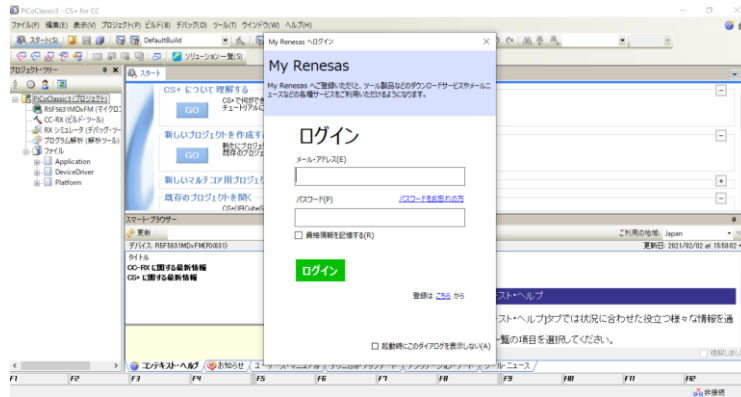 PiCoClassic3 - CS+ for CC
ファイル(F) 編集(E) 表示(V) プロジェクト(P) ビルド(B) デバッグ(D) ツール(T) ウインドウ(W) ヘルプ(H)
スタート(S)
DefaultBuild
ソリューション一覧(S)
プロジェクト・ツリー
PiCoClassic3 (プロジェクト)
R5F5631MDxFM (マイクロコ
CC-RX (ビルド・ツール)
RX シミュレータ (デバッグ・ツー
プログラム解析 (解析ツール)
ファイル
Application
DeviceDriver
Platform
スタート
CS+ について理解する
GO
新しいプロジェクトを作成す
GO
既存のプロジェ
新しいマルチコア用プロジェク
既存のプロジェクトを開く
スマート・ブラウザー
更新
ご利用の地域: Japan
デバイス: R5F5631MDxFM(RX631)
更新日: 2021/02/02 at 15:58:02
タイトル
CC-RX に関する最新情報
CS+ に関する最新情報
スト・ヘルプ
スト・ヘルプ]タブでは状況に合わせた役立つ様々な情報を通
一覧の項目を選択してください。
コンテキスト・ヘルプ
お知らせ
My Renesas へログイン
My Renesas
My Renesas へご登録いただくと、ツール製品などのダウンロードサービスやメールニ
ュースなどの各種サービスをご利用いただけるようになります。
ログイン
メール・アドレス(E)
パスワード(P) パスワードをお忘れの方
資格情報を記憶する(R)
ログイン
登録は こちら から
起動時にこのダイアログを表示しない(A)
F1 F2 F3 F4 F5 F6 F7 F8 F9 F10 F11 F12
非接続